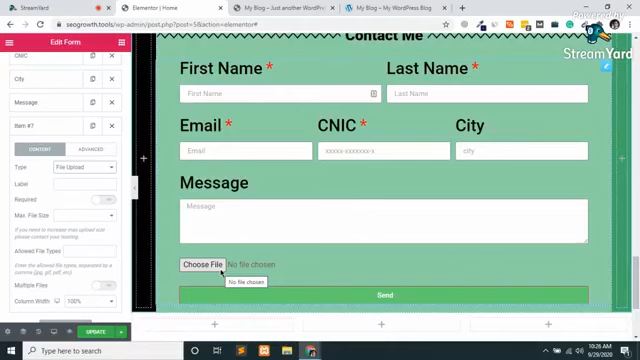 StreamYard
Elementor | Home
My Blog – Just another WordPress
My Blog – My WordPress Blog
seogrowth.tools/wp-admin/post.php?post=5&action=elementor#
Powered by
StreamYard
Edit Form
CNIC
City
Message
Item #7
CONTENT
ADVANCED
Type
File Upload
Label
Required
Max. File Size
If you need to increase max upload size please contact your hosting.
Allowed File Types
Enter the allowed file types, separated by a comma (jpg, gif, pdf, etc).
Multiple Files
Column Width
100%
UPDATE
Contact Me
First Name *
Last Name *
First Name
Last Name
Email *
CNIC *
City
Email
xxxxx-xxxxxxx-x
city
Message
Message
Choose File No file chosen
No file chosen
Send
Type here to search
10:26 AM
9/29/2020